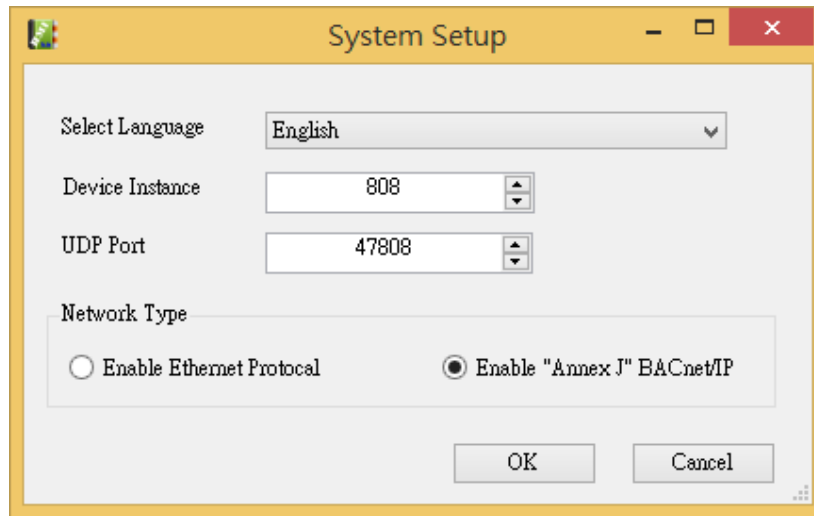 System Setup
Select Language English
Device Instance 808
UDP Port 47808
Network Type
Enable Ethernet Protocal Enable "Annex J" BACnet/IP
OK Cancel